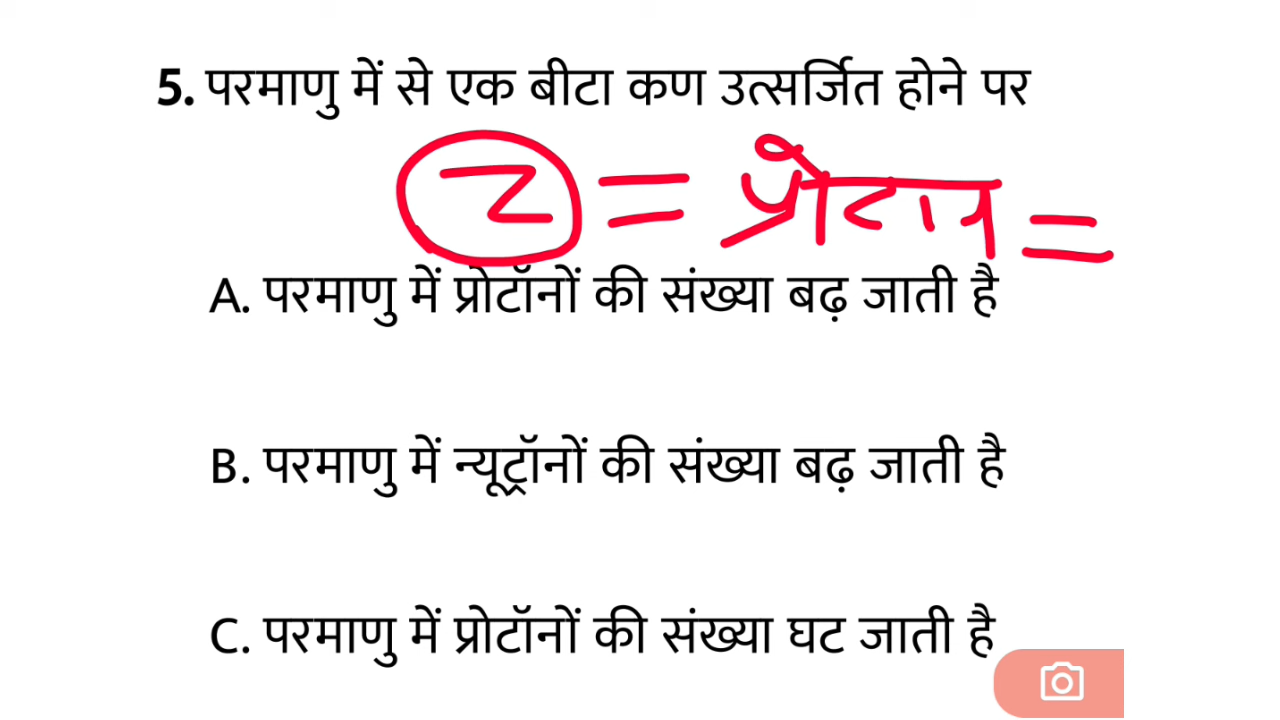 5. परमाणु में से एक बीटा कण उत्सर्जित होने पर
Z = प्रोटान =
A. परमाणु में प्रोटॉनों की संख्या बढ़ जाती है
B. परमाणु में न्यूट्रॉनों की संख्या बढ़ जाती है
C. परमाणु में प्रोटॉनों की संख्या घट जाती है